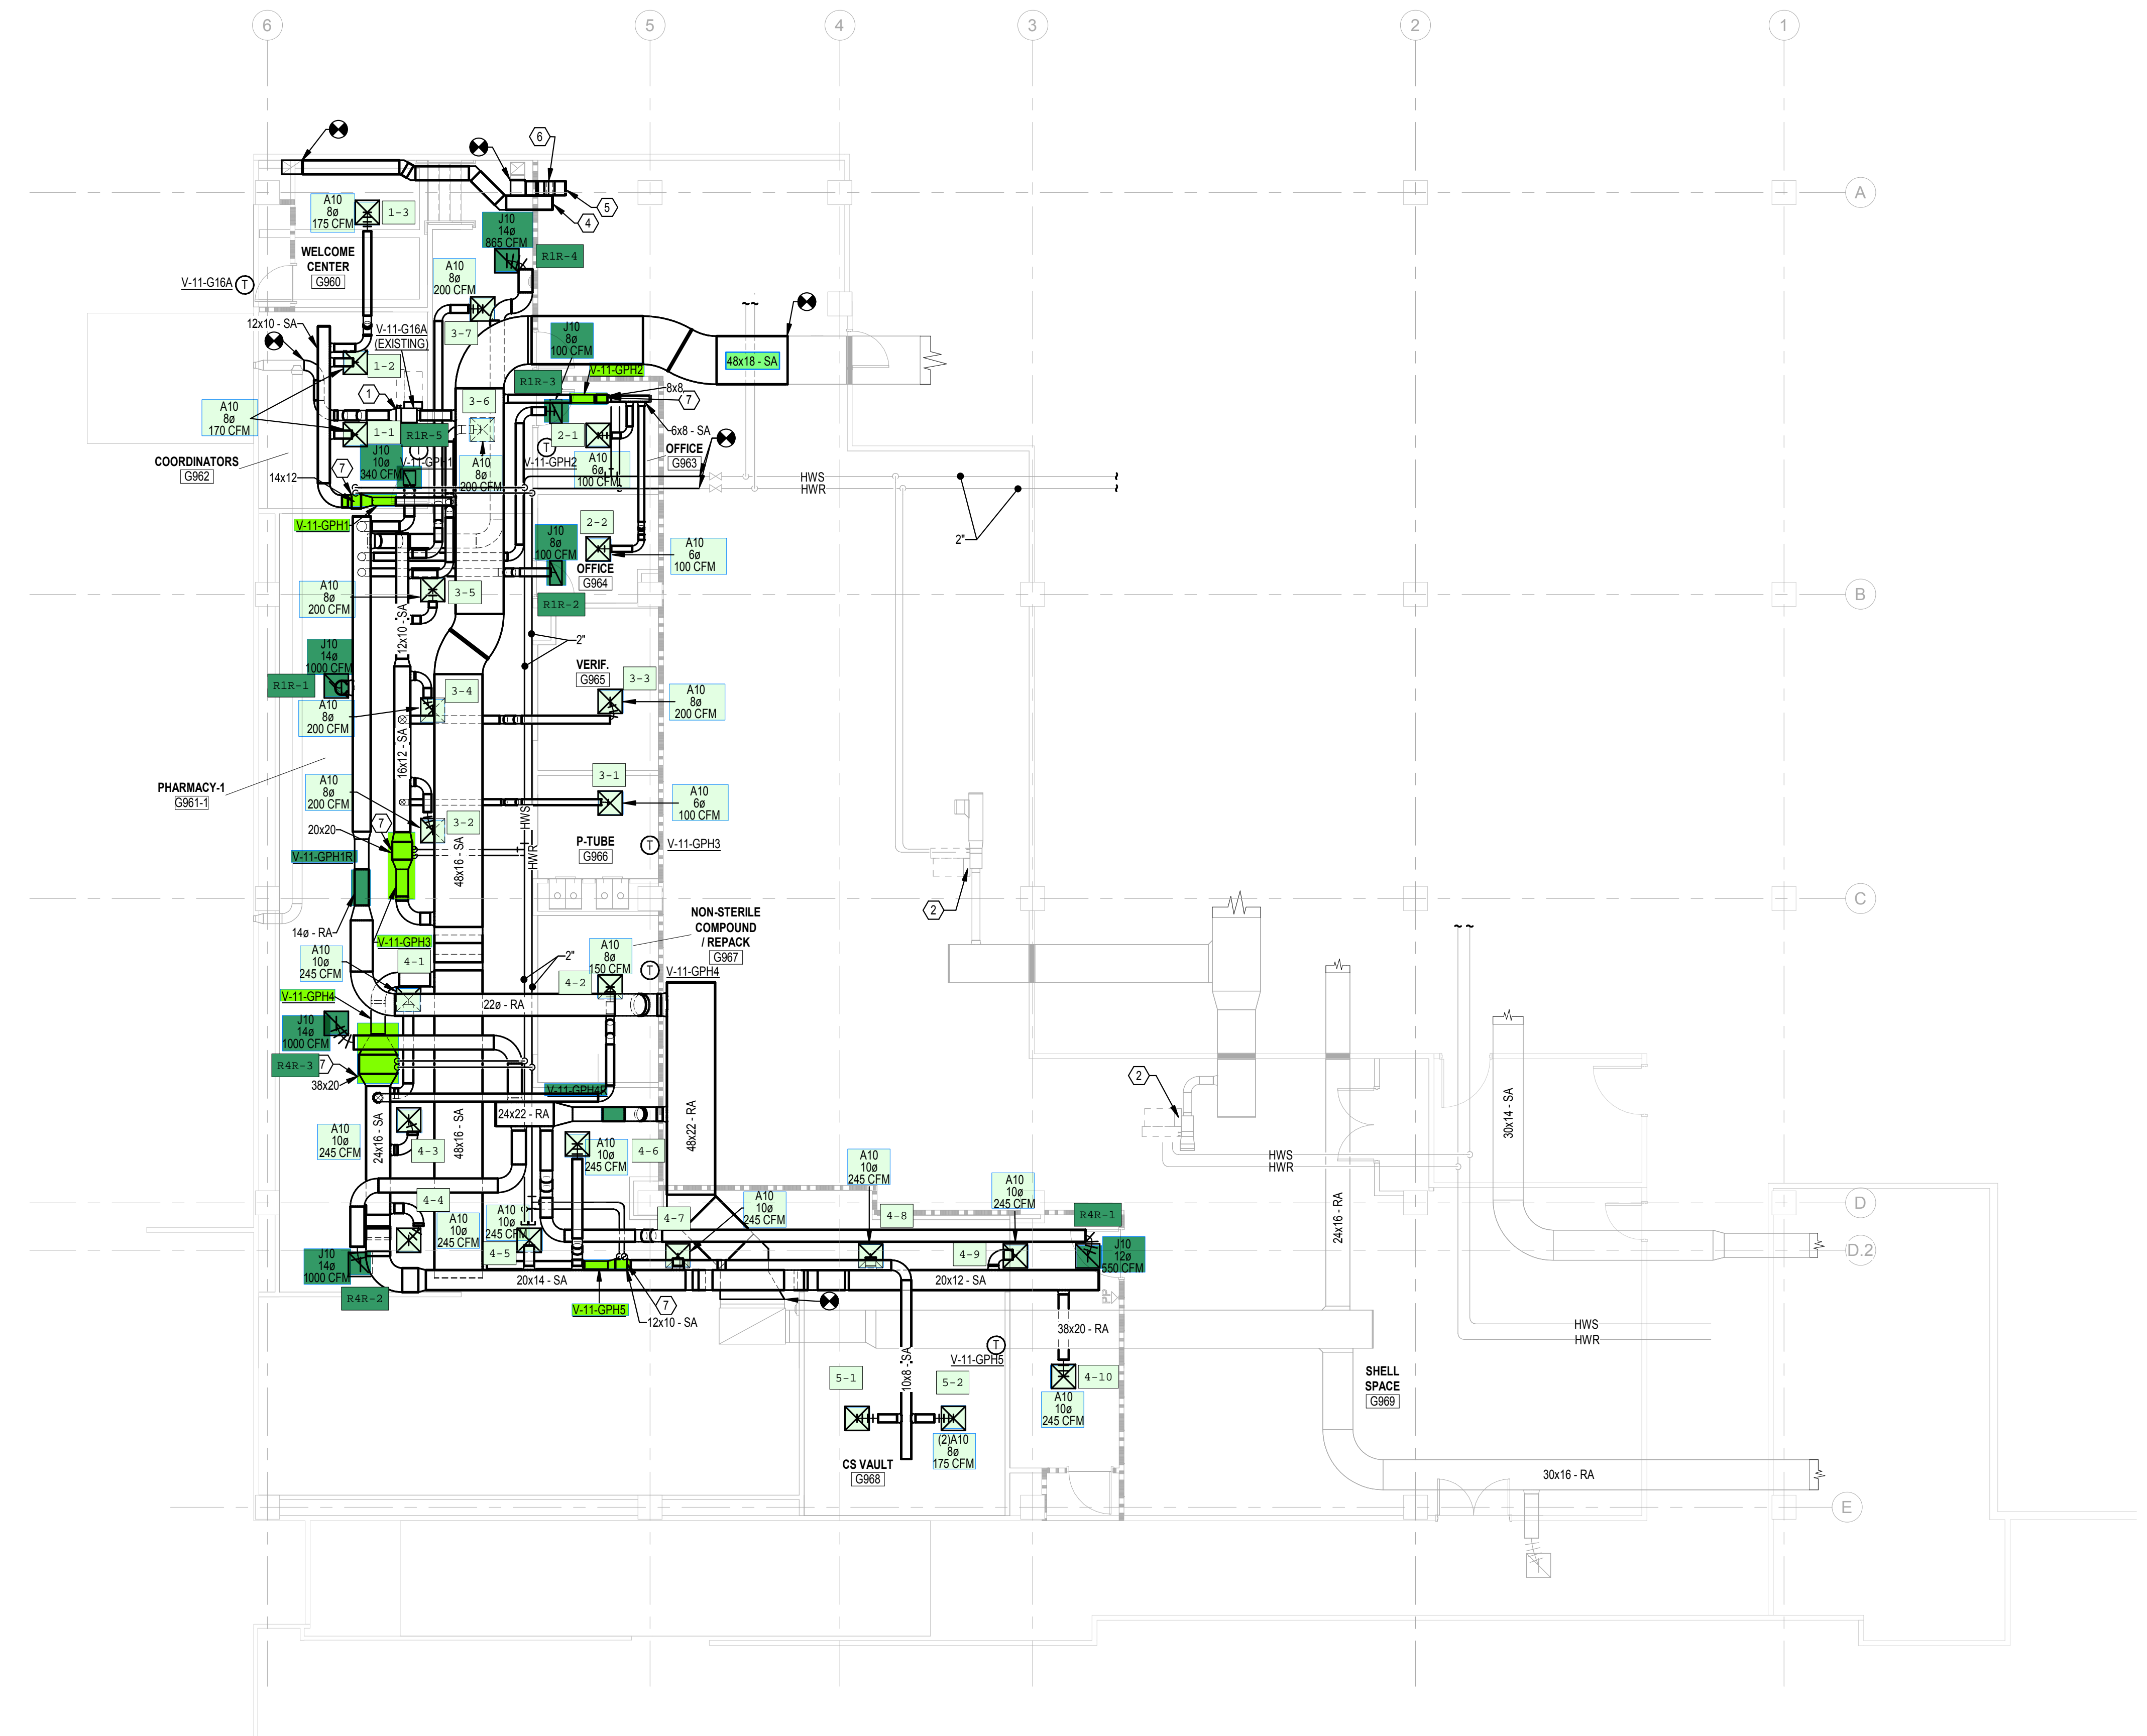 6
5
4
3
2
1
A
B
C
D
D.2
E
6
5
4
A10
8ø
175 CFM
1-3
J10
14ø
865 CFM
R1R-4
WELCOME
CENTER
G960
A10
8ø
200 CFM
3-7
V-11-G16A
T
12x10 - SA
V-11-G16A
(EXISTING)
1-2
1
J10
8ø
100 CFM
V-11-GPH2
48x18 - SA
R1R-3
8x8
7
3-6
6x8 - SA
A10
8ø
170 CFM
1-1
R1R-5
2-1
T
T
OFFICE
G963
COORDINATORS
G962
J10
10ø
340 CFM
V-11-GPH1
A10
8ø
200 CFM
V-11-GPH2
A10
6ø
100 CFM
14x12
7
HWS
HWR
2"
V-11-GPH1
2-2
J10
8ø
100 CFM
A10
6ø
100 CFM
OFFICE
G964
A10
8ø
200 CFM
3-5
R1R-2
12x10 - SA
2"
J10
14ø
1000 CFM
R1R-1
VERIF.
G965
3-3
3-4
A10
8ø
200 CFM
A10
8ø
200 CFM
16x12 - SA
PHARMACY-1
G961-1
A10
8ø
200 CFM
3-1
A10
6ø
100 CFM
3-2
7
20x20
HWS
HWR
48x16 - SA
P-TUBE
G966
T
V-11-GPH3
V-11-GPH1R
14ø - RA
V-11-GPH3
2
NON-STERILE
COMPOUND
/ REPACK
G967
A10
10ø
245 CFM
4-1
2"
A10
8ø
150 CFM
4-2
T
V-11-GPH4
V-11-GPH4
22ø - RA
J10
14ø
1000 CFM
R4R-3
7
38x20
V-11-GPH4R
24x22 - RA
48x22 - RA
2
30x14 - SA
A10
10ø
245 CFM
24x16 - SA
4-3
48x16 - SA
A10
10ø
245 CFM
4-6
A10
10ø
245 CFM
A10
10ø
245 CFM
HWS
HWR
24x16 - RA
4-4
A10
10ø
245 CFM
A10
10ø
245 CFM
4-5
4-7
A10
10ø
245 CFM
4-8
4-9
R4R-1
J10
12ø
550 CFM
J10
14ø
1000 CFM
R4R-2
20x14 - SA
20x12 - SA
V-11-GPH5
7
12x10 - SA
38x20 - RA
HWS
HWR
T
V-11-GPH5
10x8 - SA
5-1
5-2
4-10
A10
10ø
245 CFM
SHELL
SPACE
G969
(2)A10
8ø
175 CFM
CS VAULT
G968
30x16 - RA